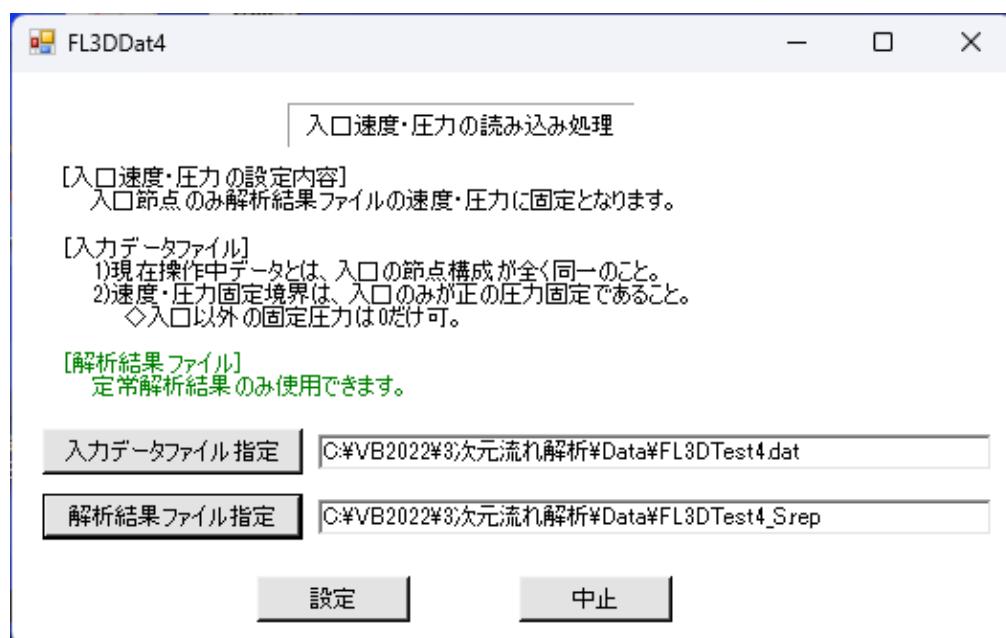 FL3DDat4
入口速度・圧力の読み込み処理
[入口速度・圧力の設定内容]
入口節点のみ解析結果ファイルの速度・圧力に固定となります。
[入力データファイル]
1)現在操作中データとは、入口の節点構成が全く同一のこと。
2)速度・圧力固定境界は、入口のみが正の圧力固定であること。
◇入口以外の固定圧力は0だけ可。
[解析結果ファイル]
定常解析結果のみ使用できます。
入力データファイル指定 C:¥VB2022¥3次元流れ解析¥Data¥FL3DTest4.dat
解析結果ファイル指定 C:¥VB2022¥3次元流れ解析¥Data¥FL3DTest4_S.rep
設定 中止